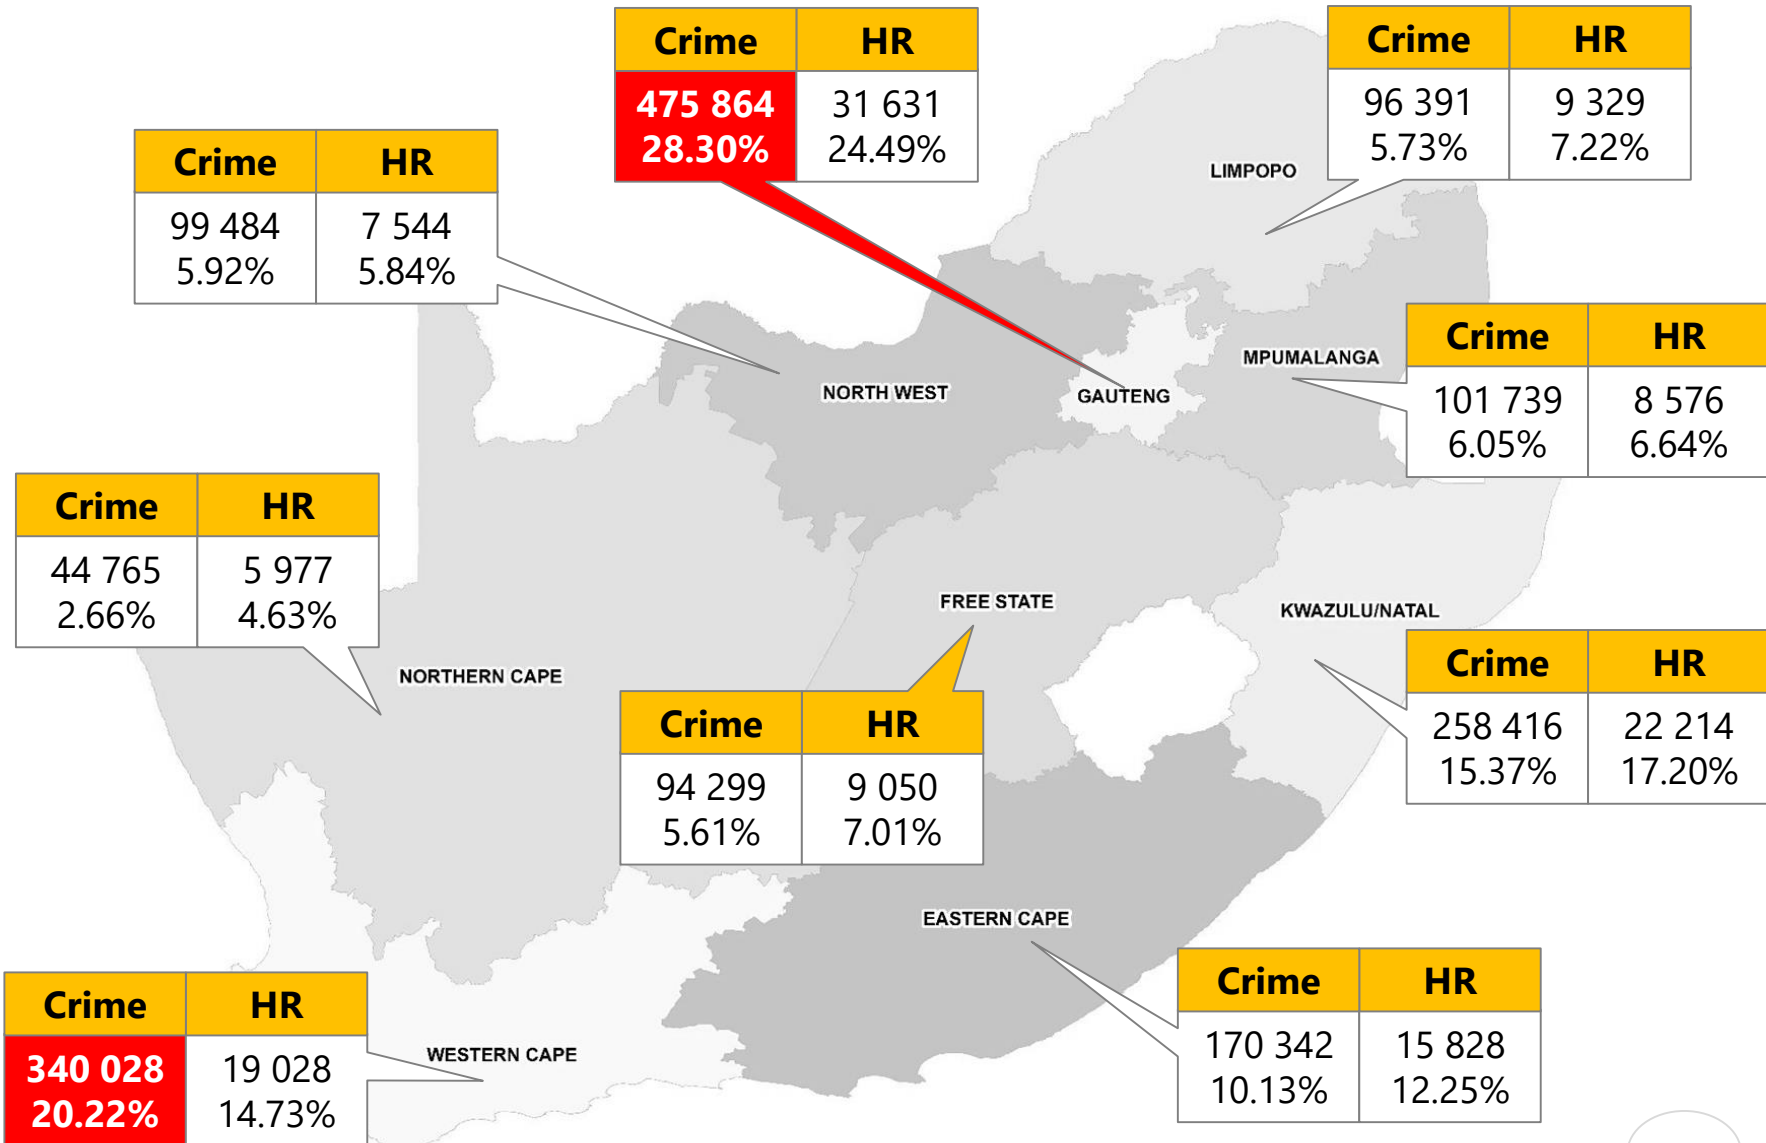 Crime HR
475 864 31 631
28.30% 24.49%
Crime HR
96 391 9 329
5.73% 7.22%
LIMPOPO
Crime HR
99 484 7 544
5.92% 5.84%
Crime HR
101 739 8 576
6.05% 6.64%
MPUMALANGA
NORTH WEST
GAUTENG
Crime HR
44 765 5 977
2.66% 4.63%
FREE STATE
KWAZULU/NATAL
NORTHERN CAPE
Crime HR
258 416 22 214
15.37% 17.20%
Crime HR
94 299 9 050
5.61% 7.01%
EASTERN CAPE
Crime HR
170 342 15 828
10.13% 12.25%
Crime HR
340 028 19 028
20.22% 14.73%
WESTERN CAPE